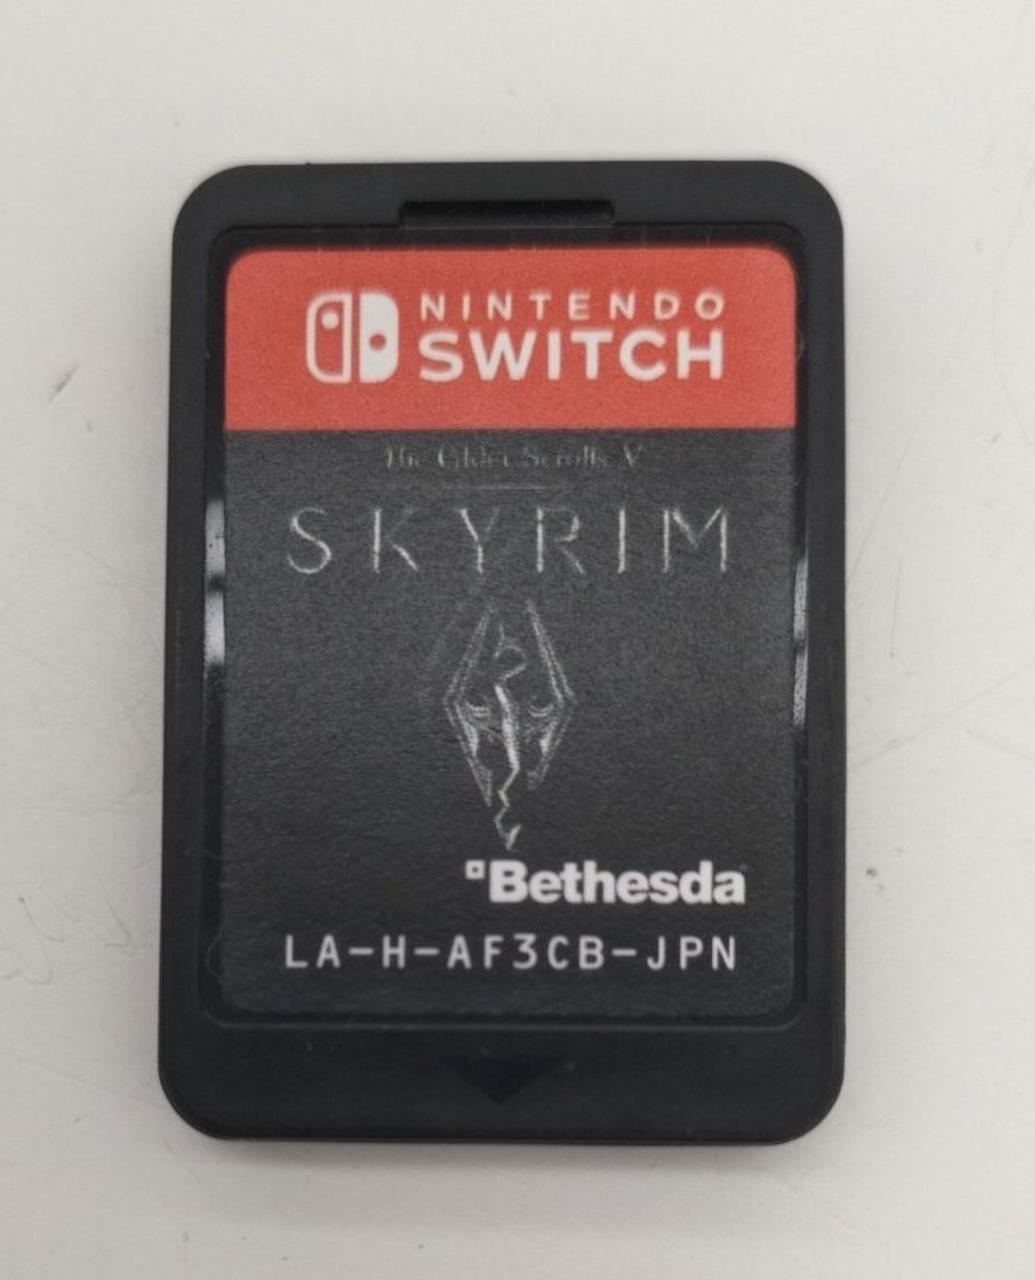 NINTENDO
SWITCH
The Elder Scrolls V
SKYRIM
Bethesda
LA-H-AF3CB-JPN